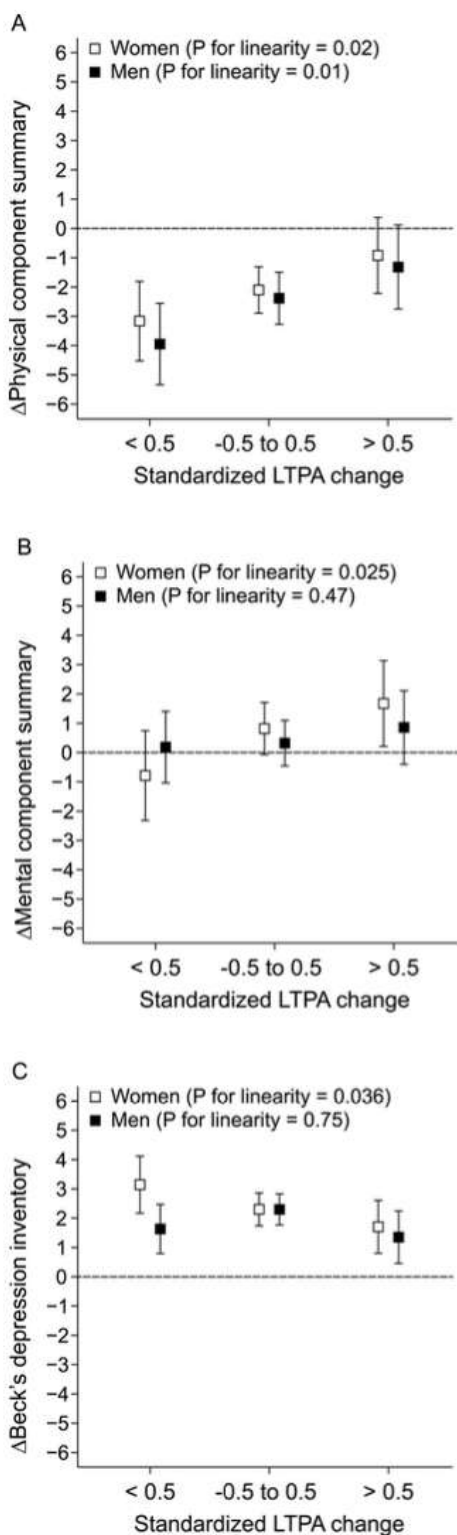 A
Women (P for linearity = 0.02)
Men (P for linearity = 0.01)
6
5
4
3
2
1
0
−1
−2
−3
−4
−5
−6
ΔPhysical component summary
< 0.5
-0.5 to 0.5
> 0.5
Standardized LTPA change
B
Women (P for linearity = 0.025)
Men (P for linearity = 0.47)
6
5
4
3
2
1
0
−1
−2
−3
−4
−5
−6
ΔMental component summary
< 0.5
-0.5 to 0.5
> 0.5
Standardized LTPA change
C
Women (P for linearity = 0.036)
Men (P for linearity = 0.75)
6
5
4
3
2
1
0
−1
−2
−3
−4
−5
−6
ΔBeck's depression inventory
< 0.5
-0.5 to 0.5
> 0.5
Standardized LTPA change